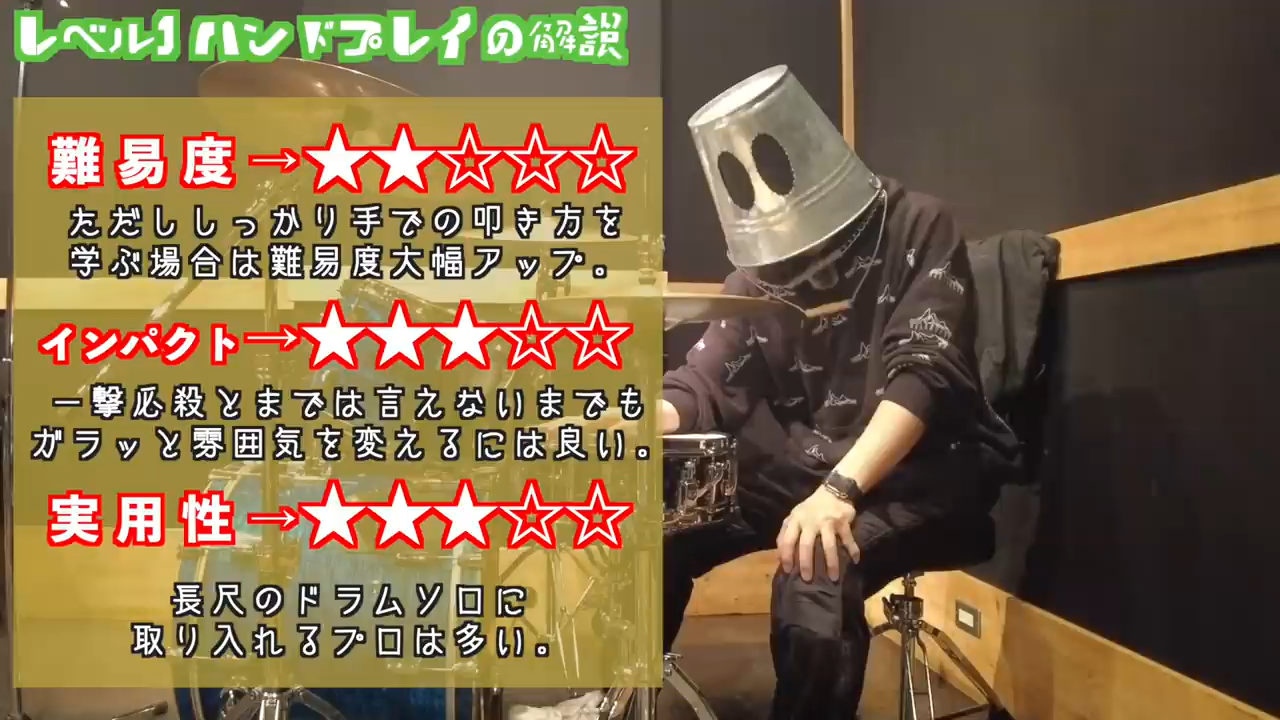 レベル1 ハンドプレイの解説
難易度→★★☆☆☆
ただししっかり手での叩き方を
学ぶ場合は難易度大幅アップ。
インパクト→★★★☆☆
一撃必殺とまでは言えないまでも
ガラッと雰囲気を変えるには良い。
実用性→★★★☆☆
長尺のドラムソロに
取り入れるプロは多い。